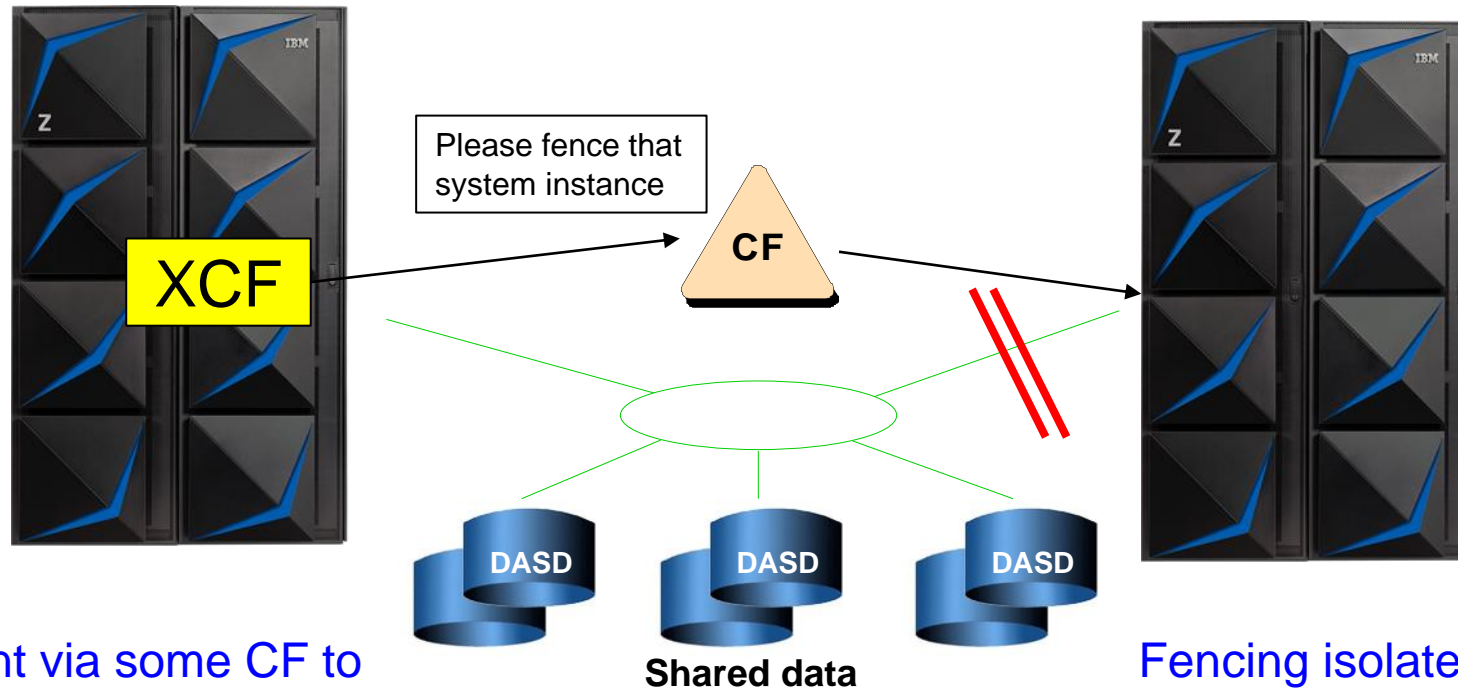 IBM
Z
IBM
Z
Please fence that
system instance
CF
XCF
DASD
DASD
DASD
Shared data
nt via some CF to
Fencing isolate